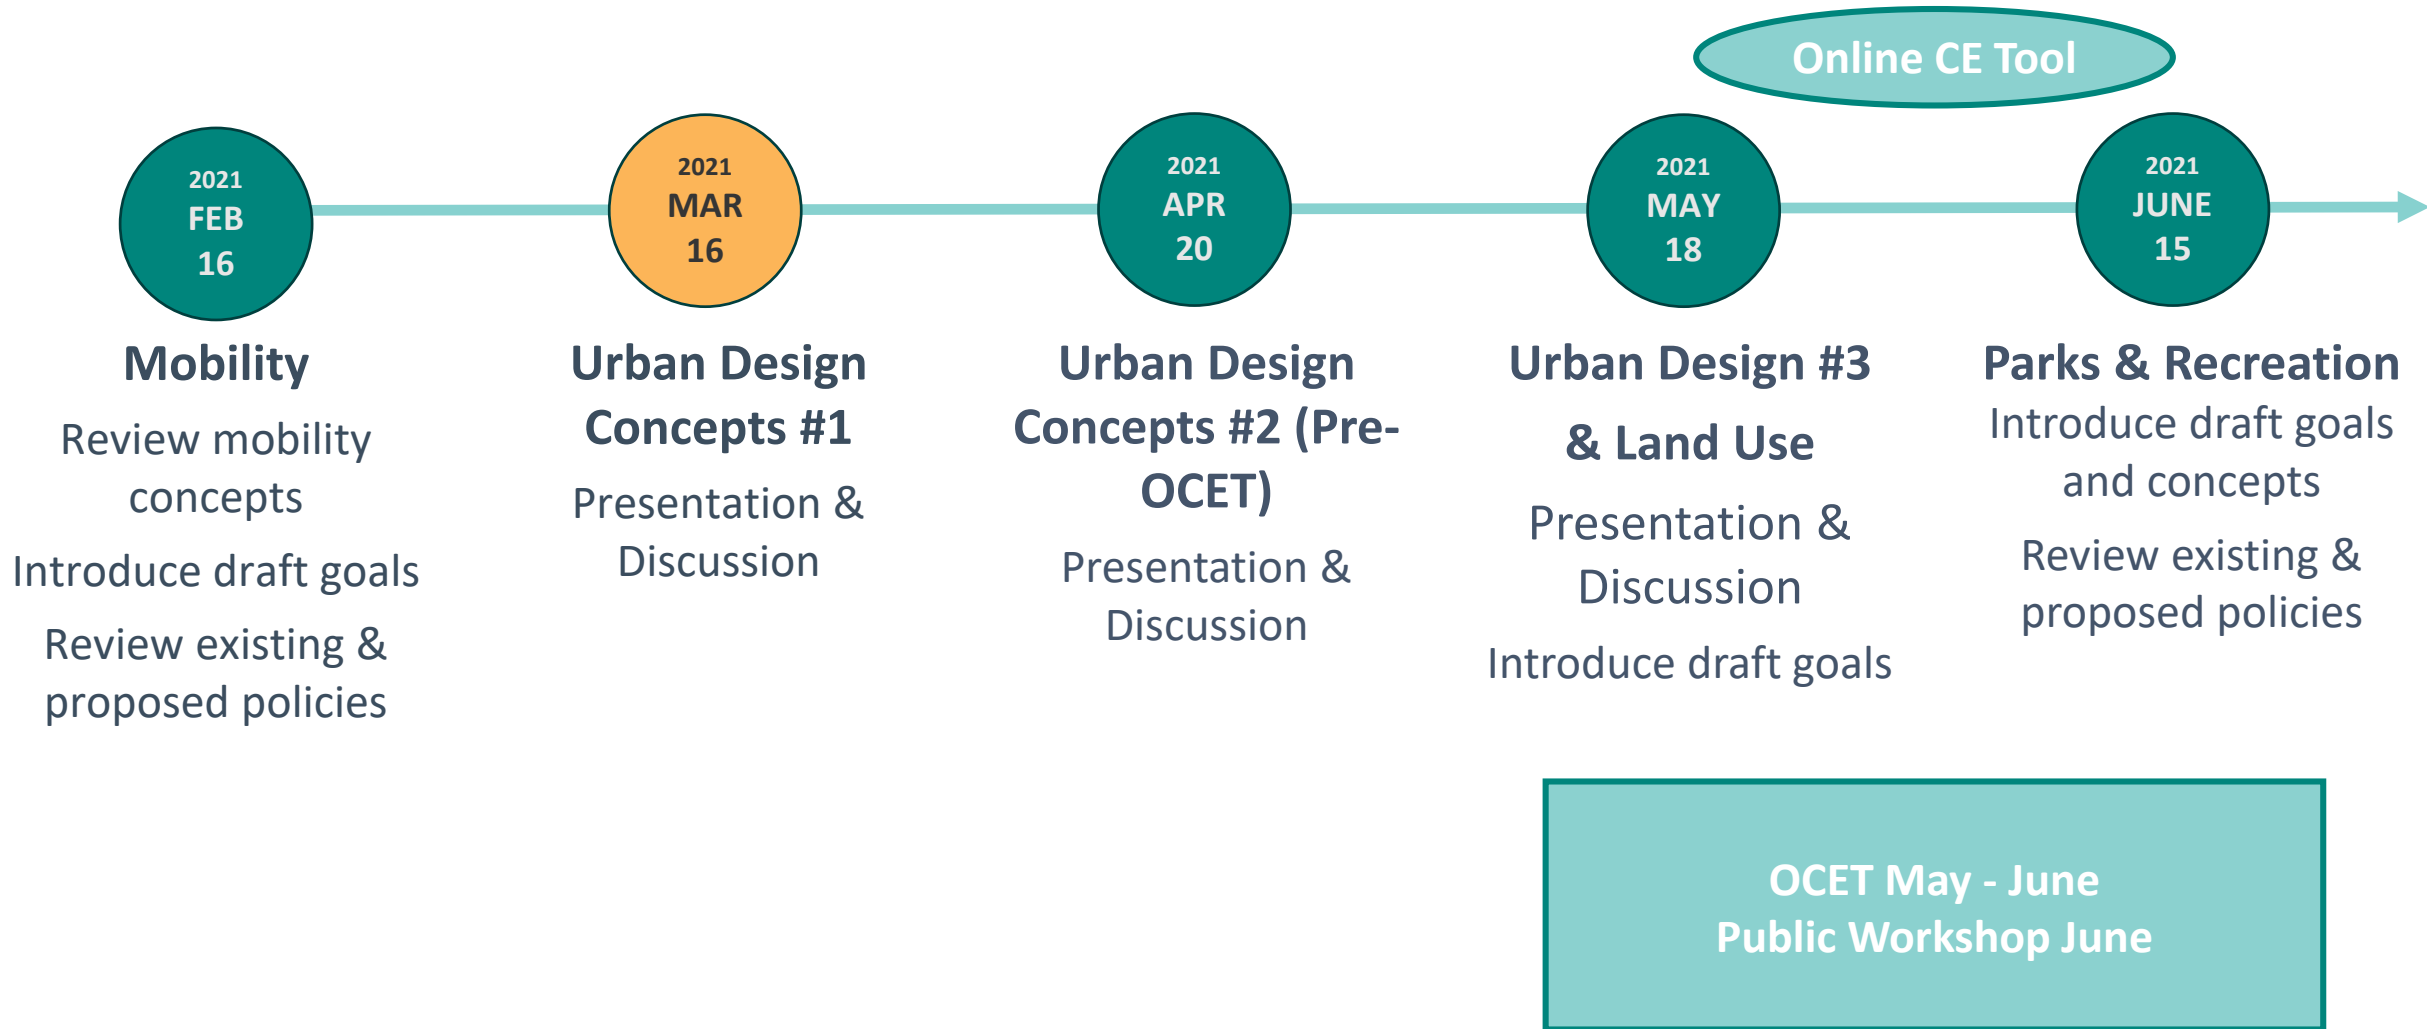 Online CE Tool
2021
FEB
16
Mobility
Review mobility
concepts
Introduce draft goals
Review existing &
proposed policies
2021
MAR
16
Urban Design
Concepts #1
Presentation &
Discussion
2021
APR
20
Urban Design
Concepts #2 (Pre-
OCET)
Presentation &
Discussion
2021
MAY
18
Urban Design #3
& Land Use
Presentation &
Discussion
Introduce draft goals
2021
JUNE
15
Parks & Recreation
Introduce draft goals
and concepts
Review existing &
proposed policies
OCET May - June
Public Workshop June